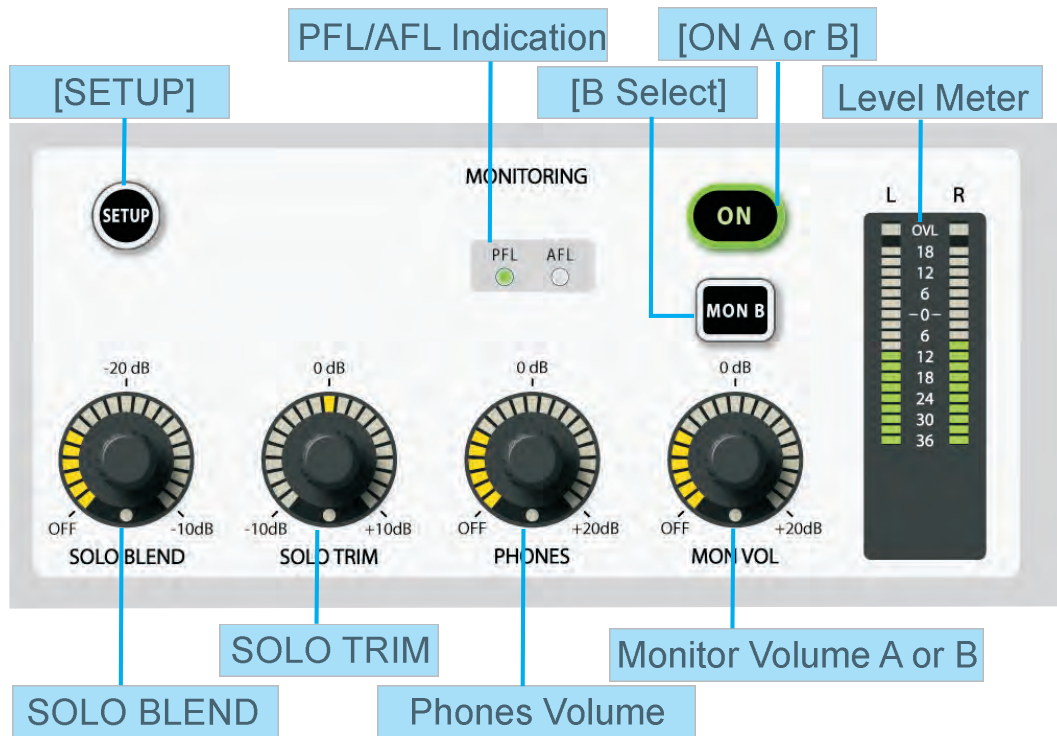 PFL/AFL Indication
[ON A or B]
[SETUP]
[B Select]
Level Meter
MONITORING
SETUP
PFL AFL
ON
MON B
L R
OVL
18
12
6
-0-
6
12
18
24
30
36
-20 dB
OFF -10dB
SOLO BLEND
0 dB
-10dB +10dB
SOLO TRIM
0 dB
OFF +20dB
PHONES
0 dB
OFF +20dB
MON VOL
SOLO TRIM
Monitor Volume A or B
SOLO BLEND
Phones Volume